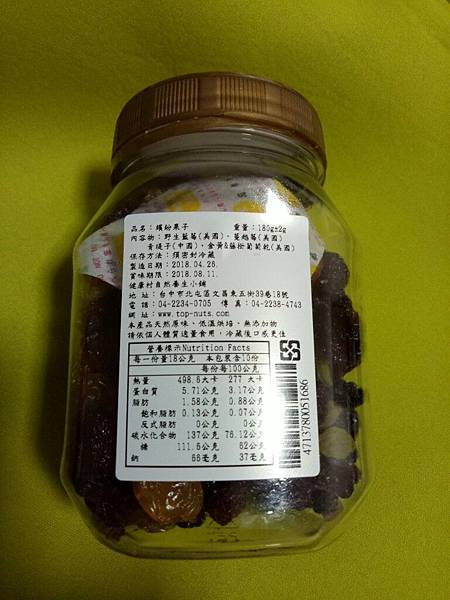 品名:繽紛果子 重量:180g±2g
內容物:野生藍莓(美國)、蔓越莓(美國)
青堤子(中國)、金黃&藤掛葡萄乾(美國)
保存方法:須密封冷藏
製造日期:2018.04.26.
賞味期限:2018.08.11.
健康村自然養生小舖
地 址:台中市北屯區文昌東五街39巷18號
電 話:04-2234-0705 傳 真:04-2238-4743
網 址:www.top-nuts.com
本產品天然原味、低溫烘培、無添加物
請依個人體質適量食用,冷藏後口感更佳
營養標示Nutrition Facts
每一份量18公克 本包裝含10份
每份每100公克
熱量 498.6大卡 277 大卡
蛋白質 5.71公克 3.17公克
脂肪 1.58公克 0.88公克
飽和脂肪 0.13公克 0.07公克
反式脂肪 0公克 0公克
碳水化合物 137公克 76.12公克
糖 111.6公克 62公克
鈉 66毫克 37毫克
4713780051686